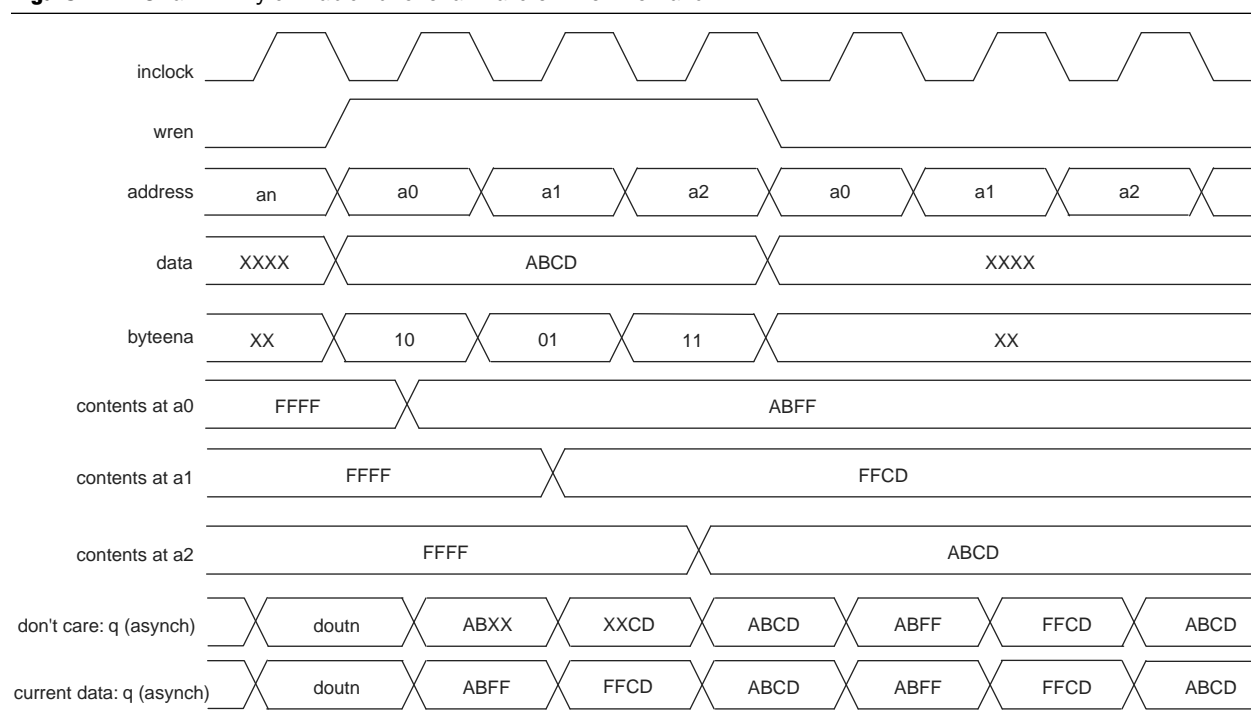 inclock
wren
address an a0 a1 a2 a0 a1 a2
data XXXX ABCD XXXX
byteena XX 10 01 11 XX
contents at a0 FFFF ABFF
contents at a1 FFFF FFCD
contents at a2 FFFF ABCD
don't care: q (asynch) doutn ABXX XXCD ABCD ABFF FFCD ABCD
current data: q (asynch) doutn ABFF FFCD ABCD ABFF FFCD ABCD